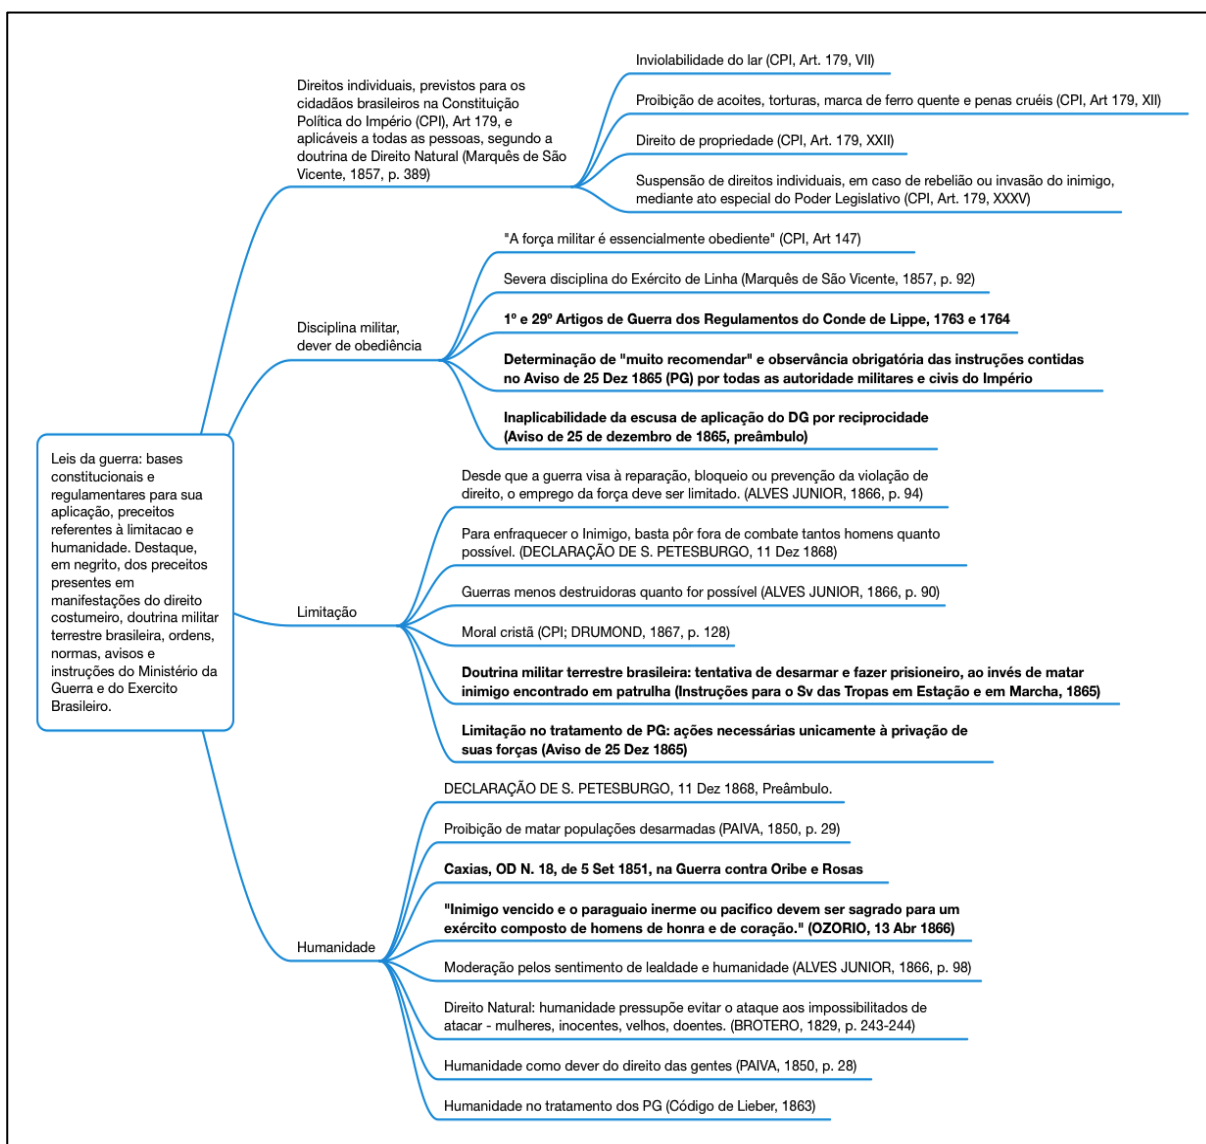 Leis da guerra: bases
constitucionais e
regulamentares para sua
aplicação, preceitos
referentes à limitacao e
humanidade. Destaque,
em negrito, dos preceitos
presentes em
manifestações do direito
costumeiro, doutrina militar
terrestre brasileira, ordens,
normas, avisos e
instruções do Ministério da
Guerra e do Exercito
Brasileiro.
Direitos individuais, previstos para os
cidadãos brasileiros na Constituição
Política do Império (CPI), Art 179, e
aplicáveis a todas as pessoas, segundo a
doutrina de Direito Natural (Marquês de São
Vicente, 1857, p. 389)
Inviolabilidade do lar (CPI, Art. 179, VII)
Proibição de acoites, torturas, marca de ferro quente e penas cruéis (CPI, Art 179, XII)
Direito de propriedade (CPI, Art. 179, XXII)
Suspensão de direitos individuais, em caso de rebelião ou invasão do inimigo,
mediante ato especial do Poder Legislativo (CPI, Art. 179, XXXV)
Disciplina militar,
dever de obediência
"A força militar é essencialmente obediente" (CPI, Art 147)
Severa disciplina do Exército de Linha (Marquês de São Vicente, 1857, p. 92)
1º e 29º Artigos de Guerra dos Regulamentos do Conde de Lippe, 1763 e 1764
Determinação de "muito recomendar" e observância obrigatória das instruções contidas
no Aviso de 25 Dez 1865 (PG) por todas as autoridade militares e civis do Império
Inaplicabilidade da escusa de aplicação do DG por reciprocidade
(Aviso de 25 de dezembro de 1865, preâmbulo)
Limitação
Desde que a guerra visa à reparação, bloqueio ou prevenção da violação de
direito, o emprego da força deve ser limitado. (ALVES JUNIOR, 1866, p. 94)
Para enfraquecer o Inimigo, basta pôr fora de combate tantos homens quanto
possível. (DECLARAÇÃO DE S. PETESBURGO, 11 Dez 1868)
Guerras menos destruidoras quanto for possível (ALVES JUNIOR, 1866, p. 90)
Moral cristã (CPI; DRUMOND, 1867, p. 128)
Doutrina militar terrestre brasileira: tentativa de desarmar e fazer prisioneiro, ao invés de matar
inimigo encontrado em patrulha (Instruções para o Sv das Tropas em Estação e em Marcha, 1865)
Limitação no tratamento de PG: ações necessárias unicamente à privação de
suas forças (Aviso de 25 Dez 1865)
Humanidade
DECLARAÇÃO DE S. PETESBURGO, 11 Dez 1868, Preâmbulo.
Proibição de matar populações desarmadas (PAIVA, 1850, p. 29)
Caxias, OD N. 18, de 5 Set 1851, na Guerra contra Oribe e Rosas
"Inimigo vencido e o paraguaio inerme ou pacifico devem ser sagrado para um
exército composto de homens de honra e de coração." (OZORIO, 13 Abr 1866)
Moderação pelos sentimento de lealdade e humanidade (ALVES JUNIOR, 1866, p. 98)
Direito Natural: humanidade pressupõe evitar o ataque aos impossibilitados de
atacar - mulheres, inocentes, velhos, doentes. (BROTERO, 1829, p. 243-244)
Humanidade como dever do direito das gentes (PAIVA, 1850, p. 28)
Humanidade no tratamento dos PG (Código de Lieber, 1863)